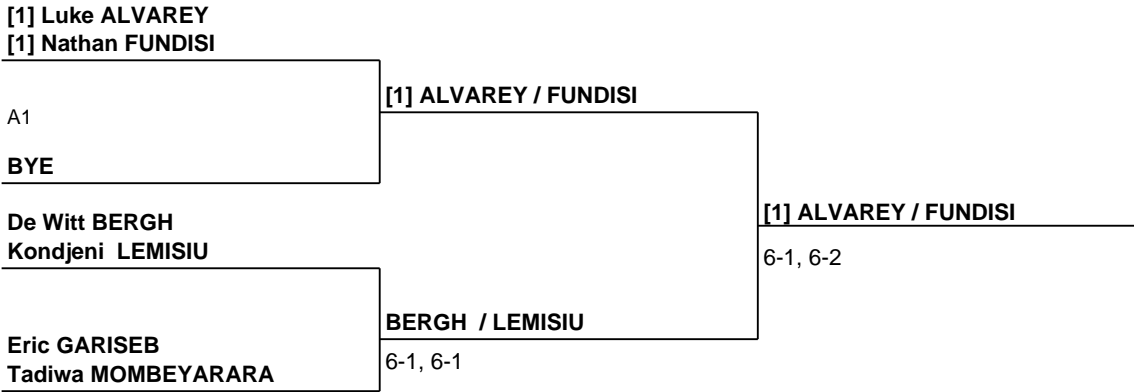 [1] Luke ALVAREY
[1] Nathan FUNDISI
[1] ALVAREY / FUNDISI
A1
BYE
De Witt BERGH
Kondjeni  LEMISIU
[1] ALVAREY / FUNDISI
6-1, 6-2
BERGH  / LEMISIU
6-1, 6-1
Eric GARISEB
Tadiwa MOMBEYARARA